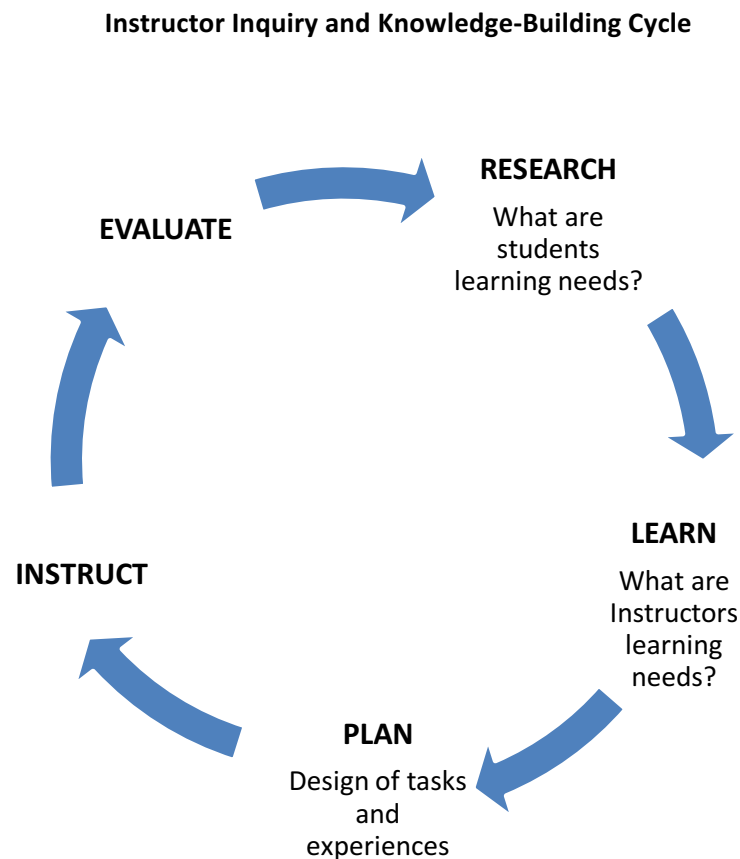 Instructor Inquiry and Knowledge-Building Cycle
RESEARCH
What are
students
learning needs?
LEARN
What are
Instructors
learning
needs?
PLAN
Design of tasks
and
experiences
INSTRUCT
EVALUATE